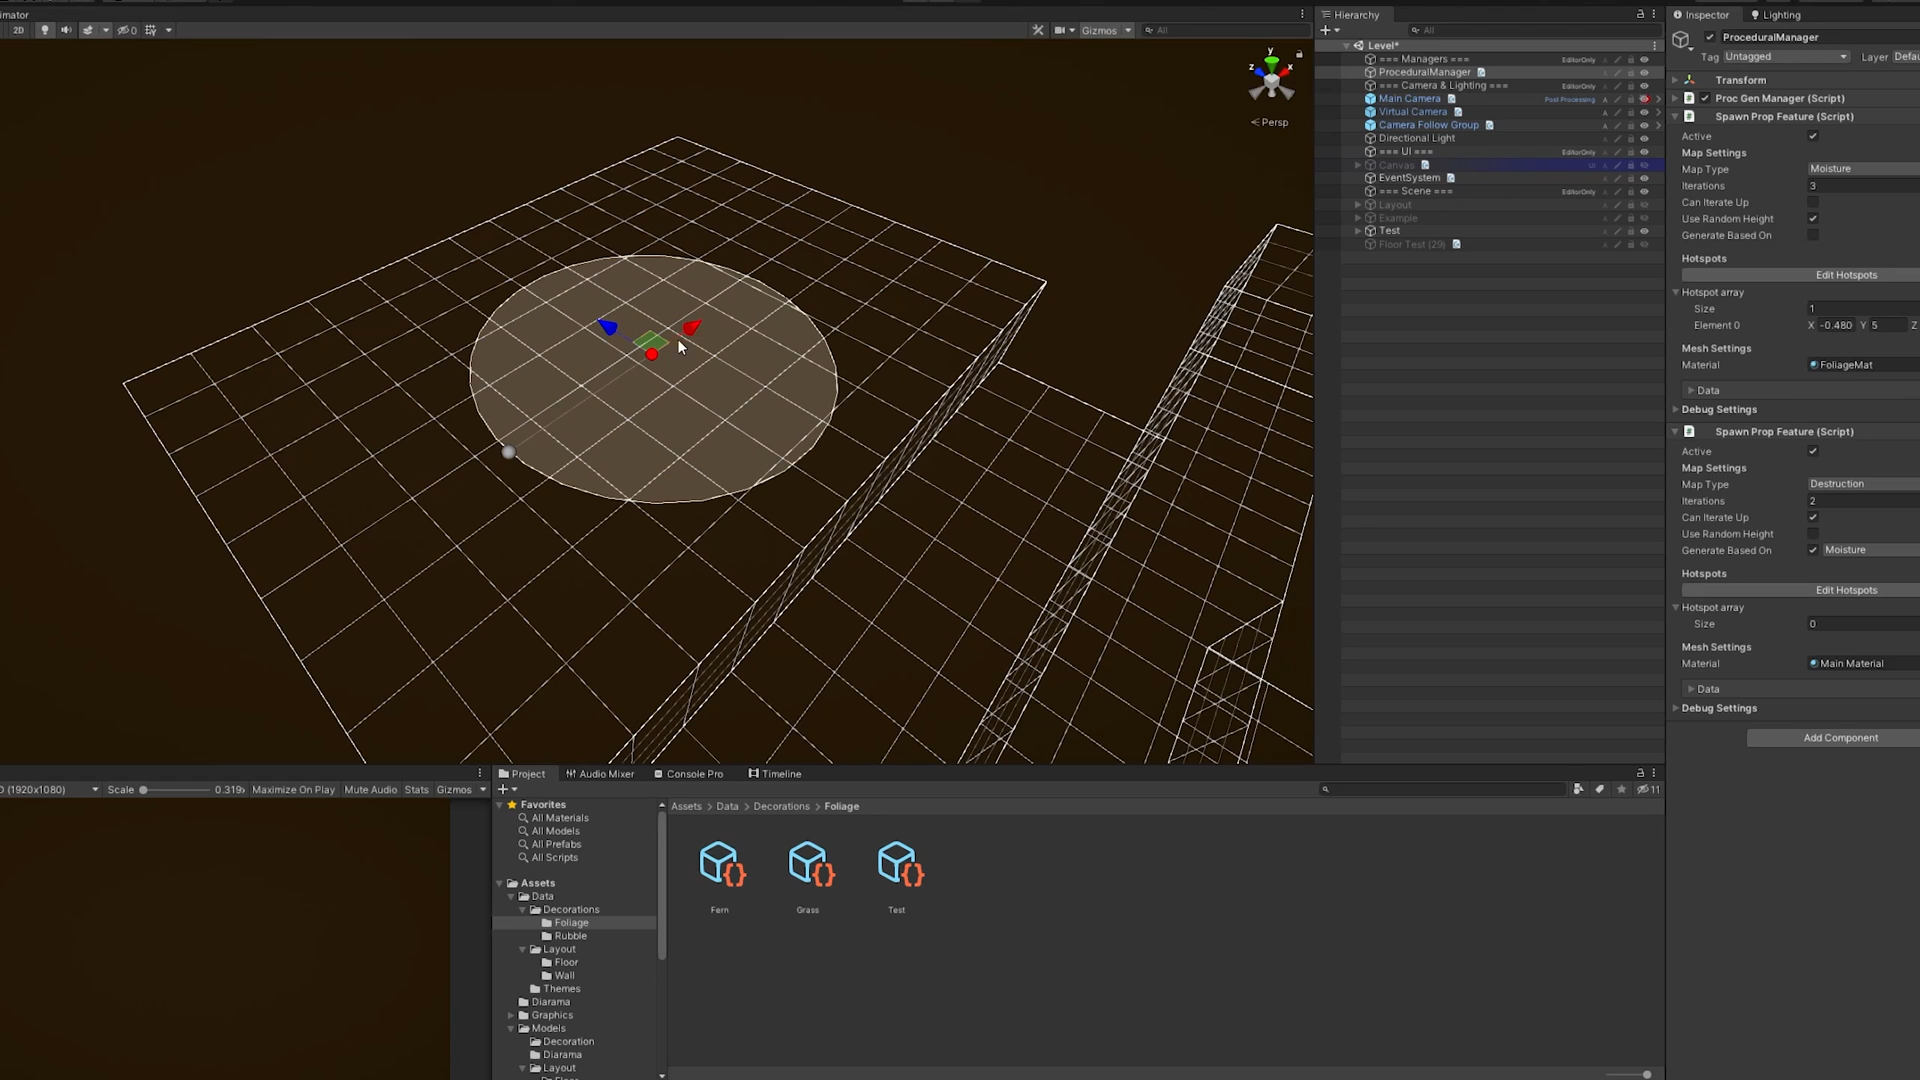 imator
2D
0
Gizmos
All
y
z
x
Persp
Hierarchy
All
Level*
=== Managers ===
EditorOnly
ProceduralManager
=== Camera & Lighting ===
EditorOnly
Main Camera
Post Processing
Virtual Camera
Camera Follow Group
Directional Light
=== UI ===
EditorOnly
Canvas
UI
EventSystem
=== Scene ===
EditorOnly
Layout
Example
Test
Floor Test (29)
Inspector
Lighting
ProceduralManager
Tag Untagged
Layer Defau
Transform
Proc Gen Manager (Script)
Spawn Prop Feature (Script)
Active
Map Settings
Map Type Moisture
Iterations 3
Can Iterate Up
Use Random Height
Generate Based On
Hotspots
Edit Hotspots
Hotspot array
Size 1
Element 0 X -0.480 Y 5 Z
Mesh Settings
Material FoliageMat
Data
Debug Settings
Spawn Prop Feature (Script)
Active
Map Settings
Map Type Destruction
Iterations 2
Can Iterate Up
Use Random Height
Generate Based On Moisture
Hotspots
Edit Hotspots
Hotspot array
Size 0
Mesh Settings
Material Main Material
Data
Debug Settings
Add Component
(1920x1080) Scale 0.319x Maximize On Play Mute Audio Stats Gizmos
Project Audio Mixer Console Pro Timeline
11
Favorites
All Materials
All Models
All Prefabs
All Scripts
Assets
Data
Decorations
Foliage
Rubble
Layout
Floor
Wall
Themes
Diarama
Graphics
Models
Decoration
Diarama
Layout
Assets > Data > Decorations > Foliage
Fern
Grass
Test